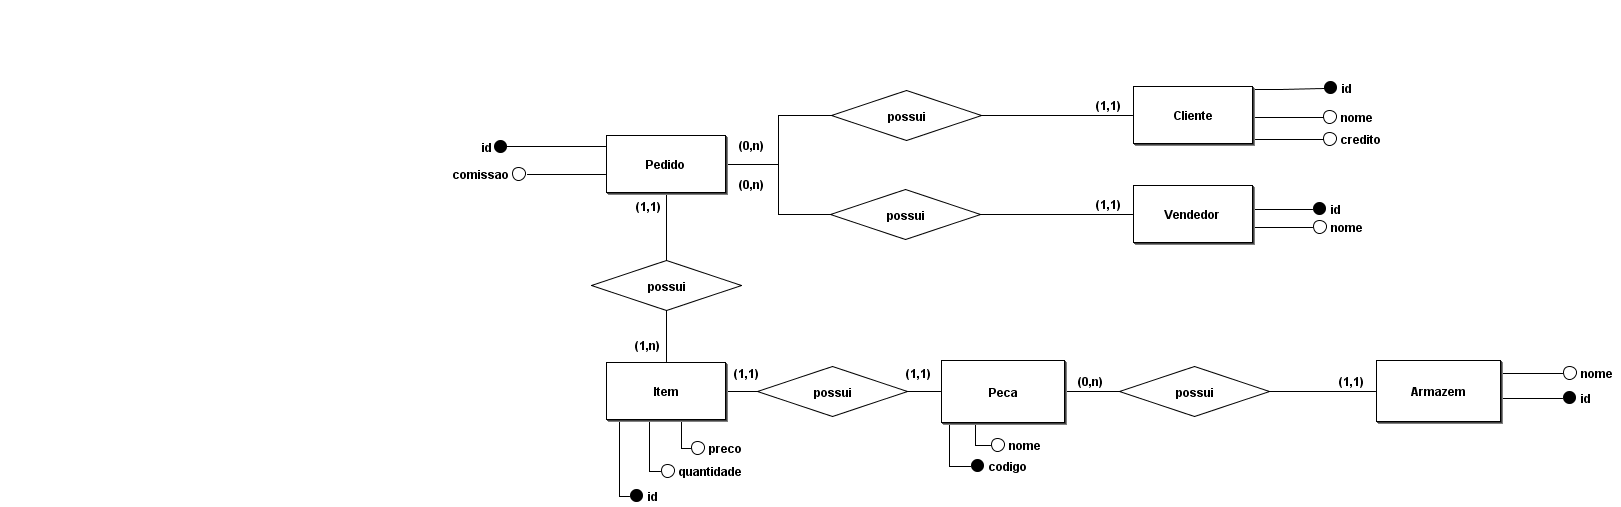 id
comissao
Pedido
(0,n)
(0,n)
(1,1)
possui
(1,1)
Cliente
id
nome
credito
possui
(1,1)
Vendedor
id
nome
possui
(1,n)
Item
(1,1)
possui
(1,1)
Peca
(0,n)
possui
(1,1)
Armazem
nome
id
preco
quantidade
id
nome
codigo